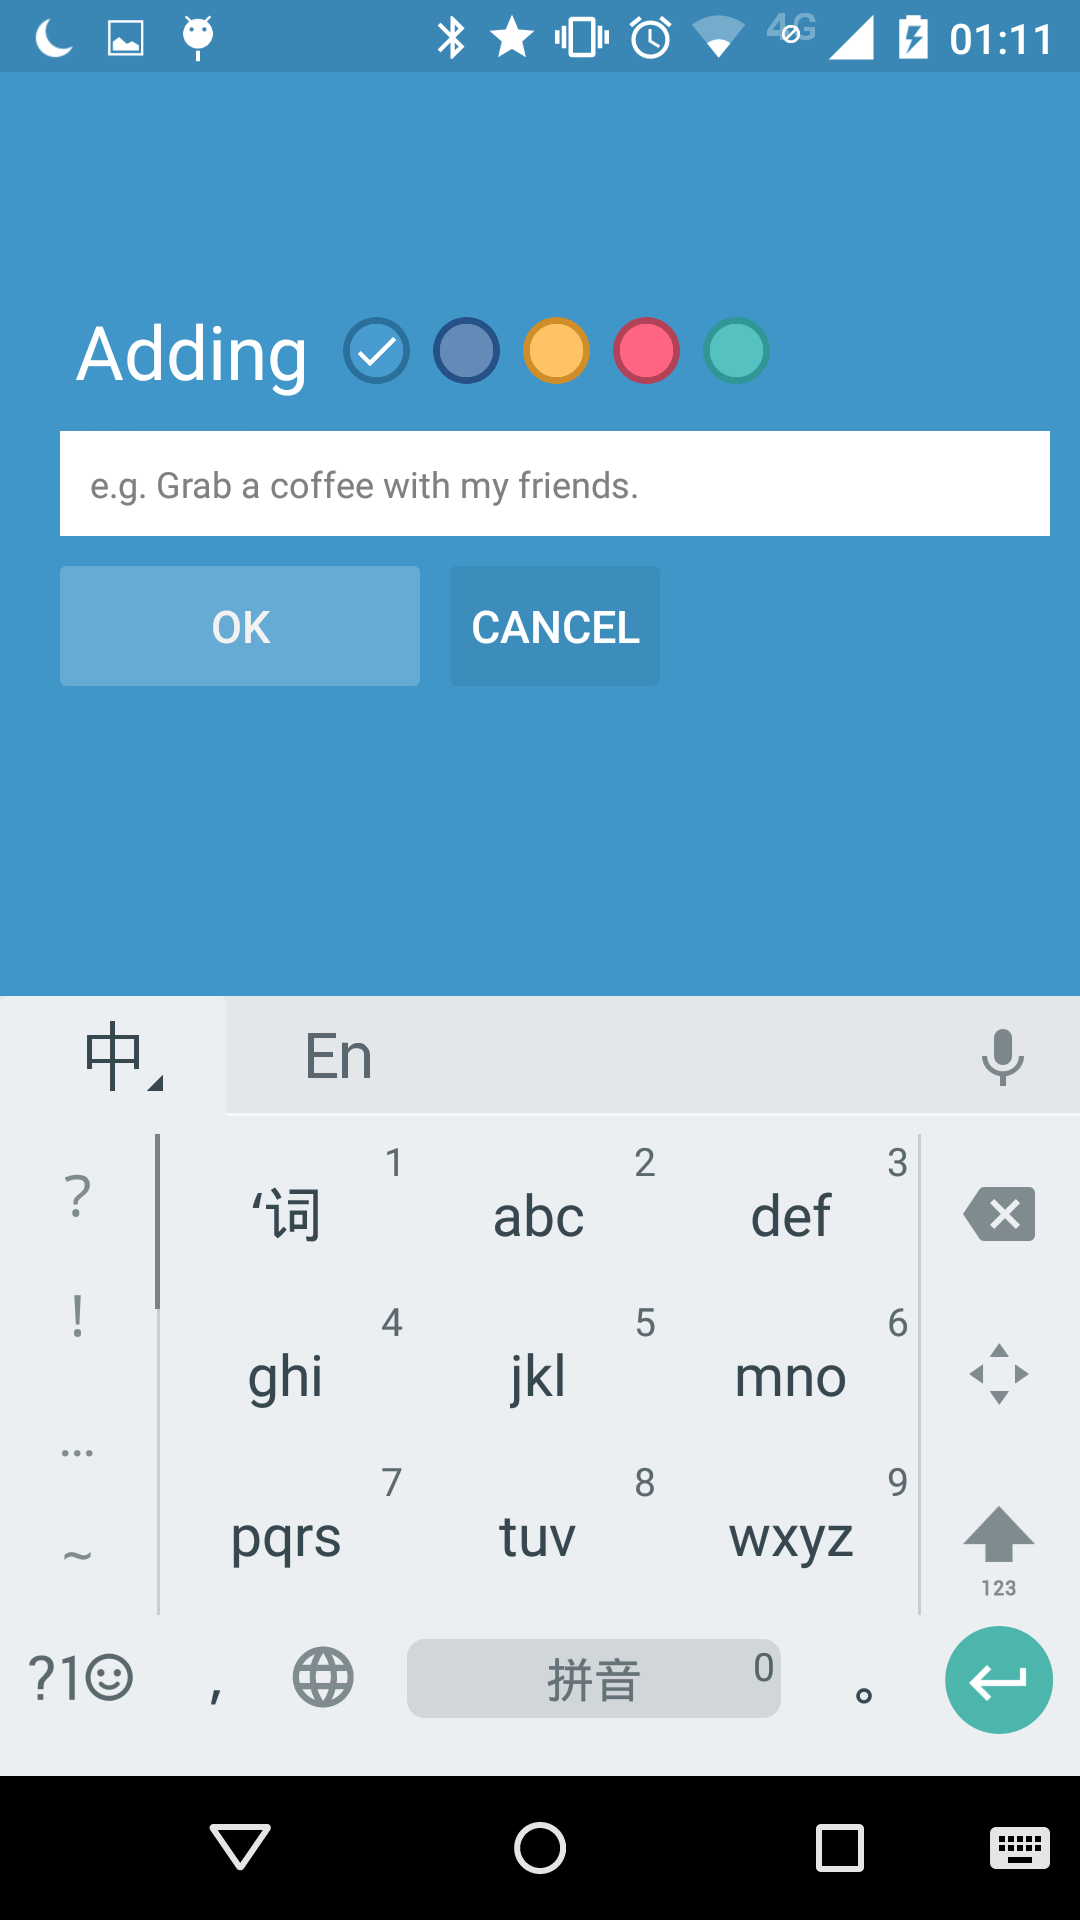 4G 01:11
Adding
e.g. Grab a coffee with my friends.
OK CANCEL
中 En
? ‘词 1 abc 2 def 3
! ghi 4 jkl 5 mno 6
…
~ pqrs 7 tuv 8 wxyz 9
123
?1 , 拼音 0 。